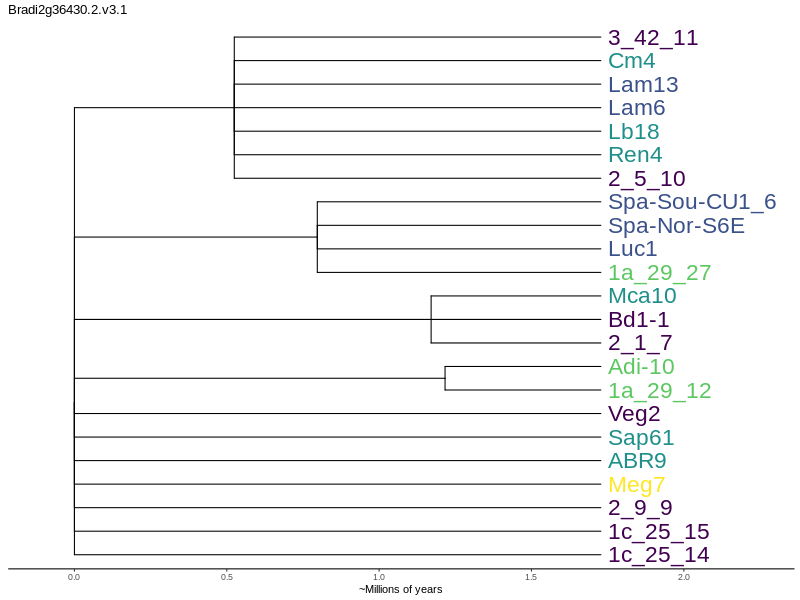 Bradi2g36430.2.v3.1
3_42_11
Cm4
Lam13
Lam6
Lb18
Ren4
2_5_10
Spa-Sou-CU1_6
Spa-Nor-S6E
Luc1
1a_29_27
Mca10
Bd1-1
2_1_7
Adi-10
1a_29_12
Veg2
Sap61
ABR9
Meg7
2_9_9
1c_25_15
1c_25_14
0.0 0.5 1.0 1.5 2.0
~Millions of years